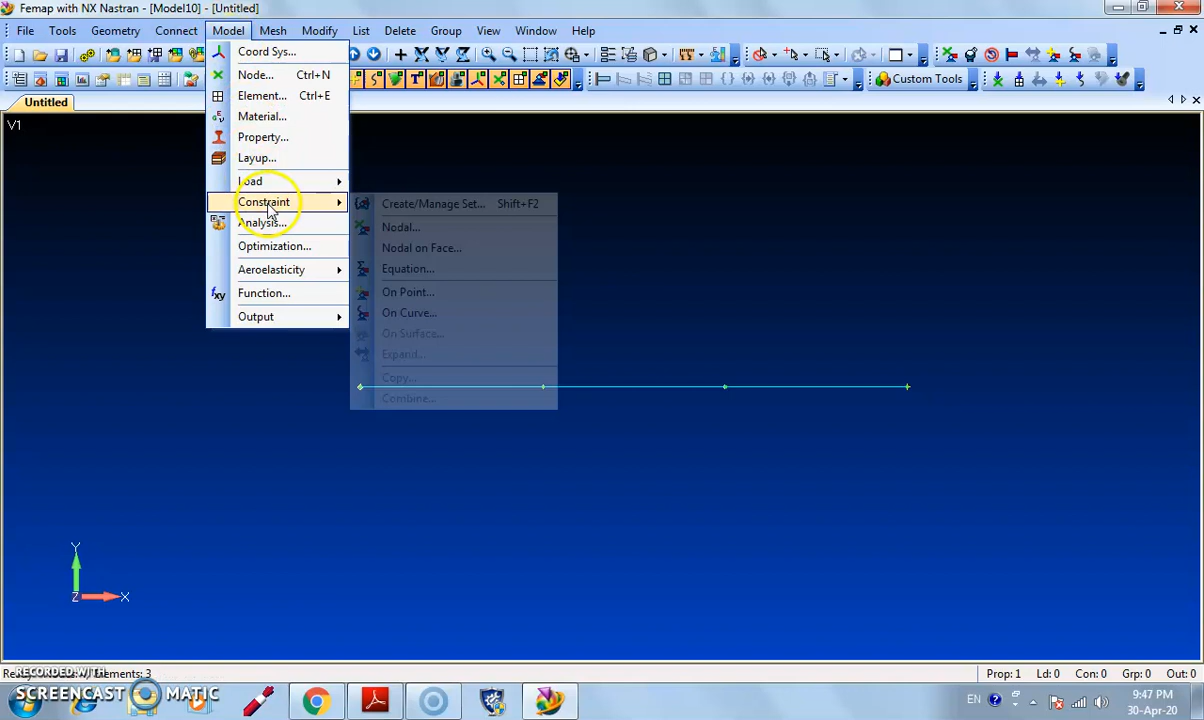 Femap with NX Nastran - [Model10] - [Untitled]
File Tools Geometry Connect Model Mesh Modify List Delete Group View Window Help
Custom Tools
Untitled
V1
Coord Sys...
Node... Ctrl+N
Element... Ctrl+E
Material...
Property...
Layup...
Load
Constraint
Analysis...
Optimization...
Aeroelasticity
Function...
Output
Create/Manage Set... Shift+F2
Nodal...
Nodal on Face...
Equation...
On Point...
On Curve...
On Surface...
Expand...
Copy...
Combine...
Y
Z X
RECORDED WITH
Elements: 3
Prop: 1 Ld: 0 Con: 0 Grp: 0 Out: 0
SCREENCAST MATIC
EN
9:47 PM
30-Apr-20